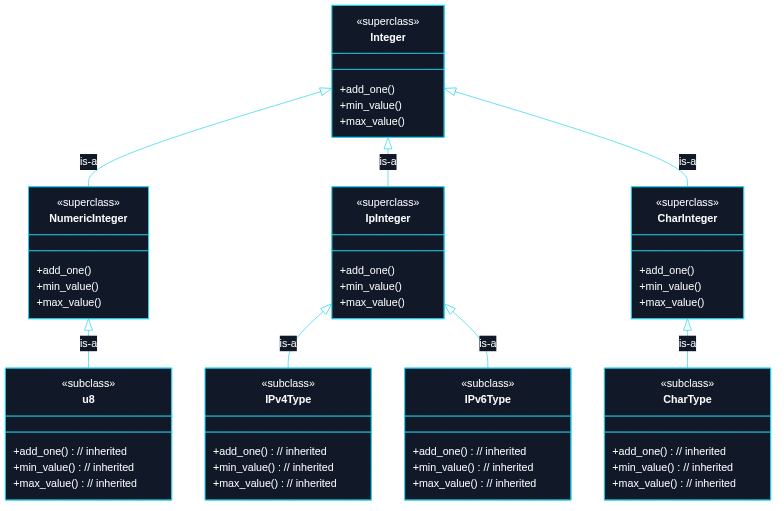 «superclass»
Integer
+add_one()
+min_value()
+max_value()
is-a
is-a
is-a
«superclass»
NumericInteger
+add_one()
+min_value()
+max_value()
«superclass»
IpInteger
+add_one()
+min_value()
+max_value()
«superclass»
CharInteger
+add_one()
+min_value()
+max_value()
is-a
is-a
is-a
is-a
«subclass»
u8
+add_one() : // inherited
+min_value() : // inherited
+max_value() : // inherited
«subclass»
IPv4Type
+add_one() : // inherited
+min_value() : // inherited
+max_value() : // inherited
«subclass»
IPv6Type
+add_one() : // inherited
+min_value() : // inherited
+max_value() : // inherited
«subclass»
CharType
+add_one() : // inherited
+min_value() : // inherited
+max_value() : // inherited